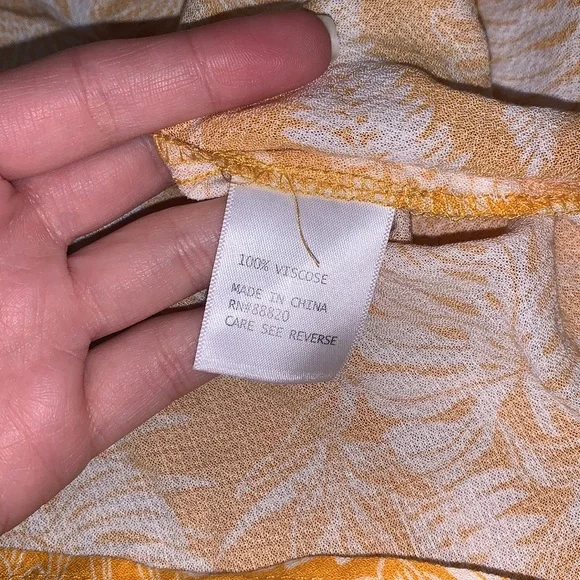 100% VISCOSE
MADE IN CHINA
RN#88820
CARE SEE REVERSE